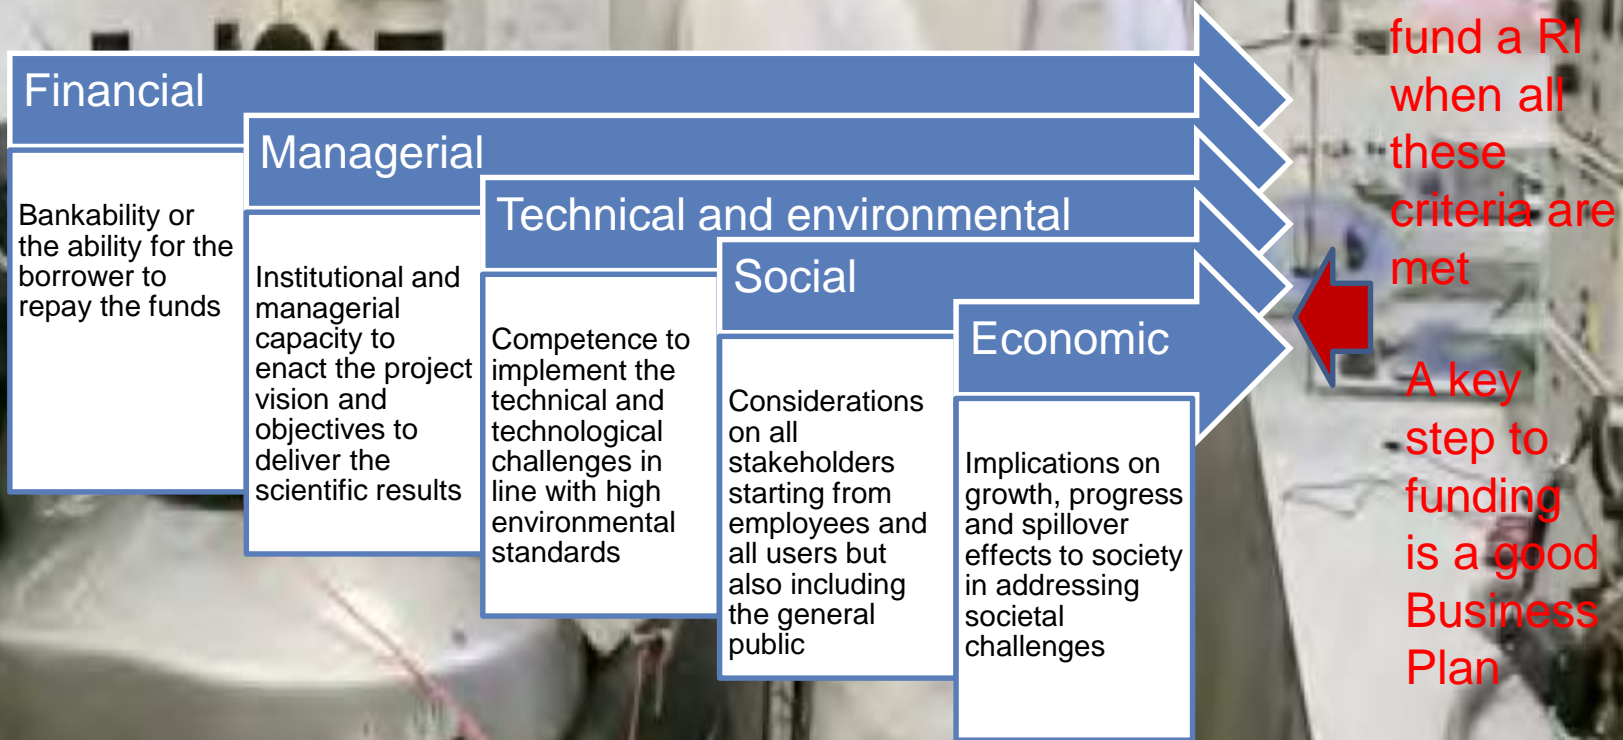 Financial
Bankability or
the ability for the
borrower to
repay the funds
Managerial
Institutional and
managerial
capacity to
enact the project
vision and
objectives to
deliver the
scientific results
Technical and environmental
Competence to
implement the
technical and
technological
challenges in
line with high
environmental
standards
Social
Considerations
on all
stakeholders
starting from
employees and
all users but
also including
the general
public
Economic
Implications on
growth, progress
and spillover
effects to society
in addressing
societal
challenges
fund a RI
when all
these
criteria are
met
A key
step to
funding
is a good
Business
Plan